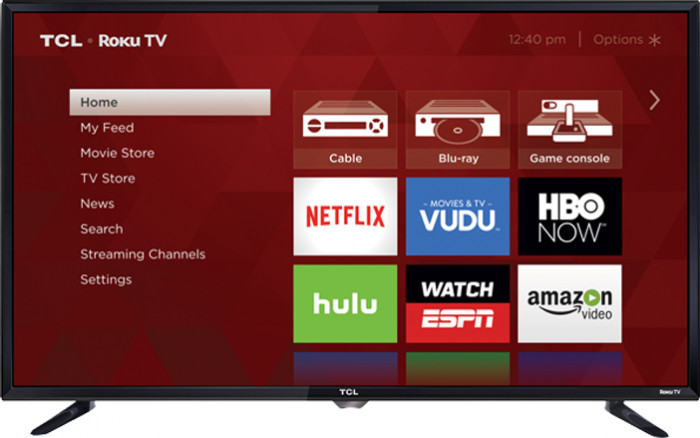 TCL • Roku TV
12:40 pm | Options
Home
My Feed
Movie Store
TV Store
News
Search
Streaming Channels
Settings
Cable
Blu-ray
Game console
NETFLIX
– MOVIES & TV –
VUDU
HBO
NOW
hulu
WATCH
ESPN
amazon
video
TCL
Roku TV